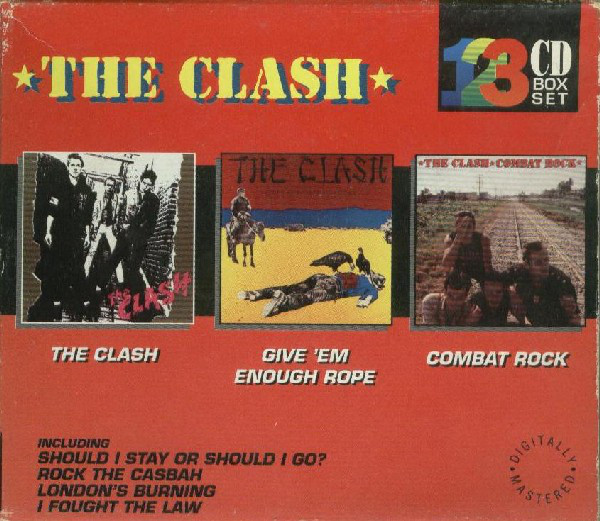 ★THE CLASH★
123 CD
BOX
SET
THE CLASH
THE CLASH
★THE CLASH★COMBAT ROCK★
THE CLASH
GIVE 'EM
ENOUGH ROPE
COMBAT ROCK
INCLUDING
SHOULD I STAY OR SHOULD I GO?
ROCK THE CASBAH
LONDON'S BURNING
I FOUGHT THE LAW
DIGITALLY • MASTERED •